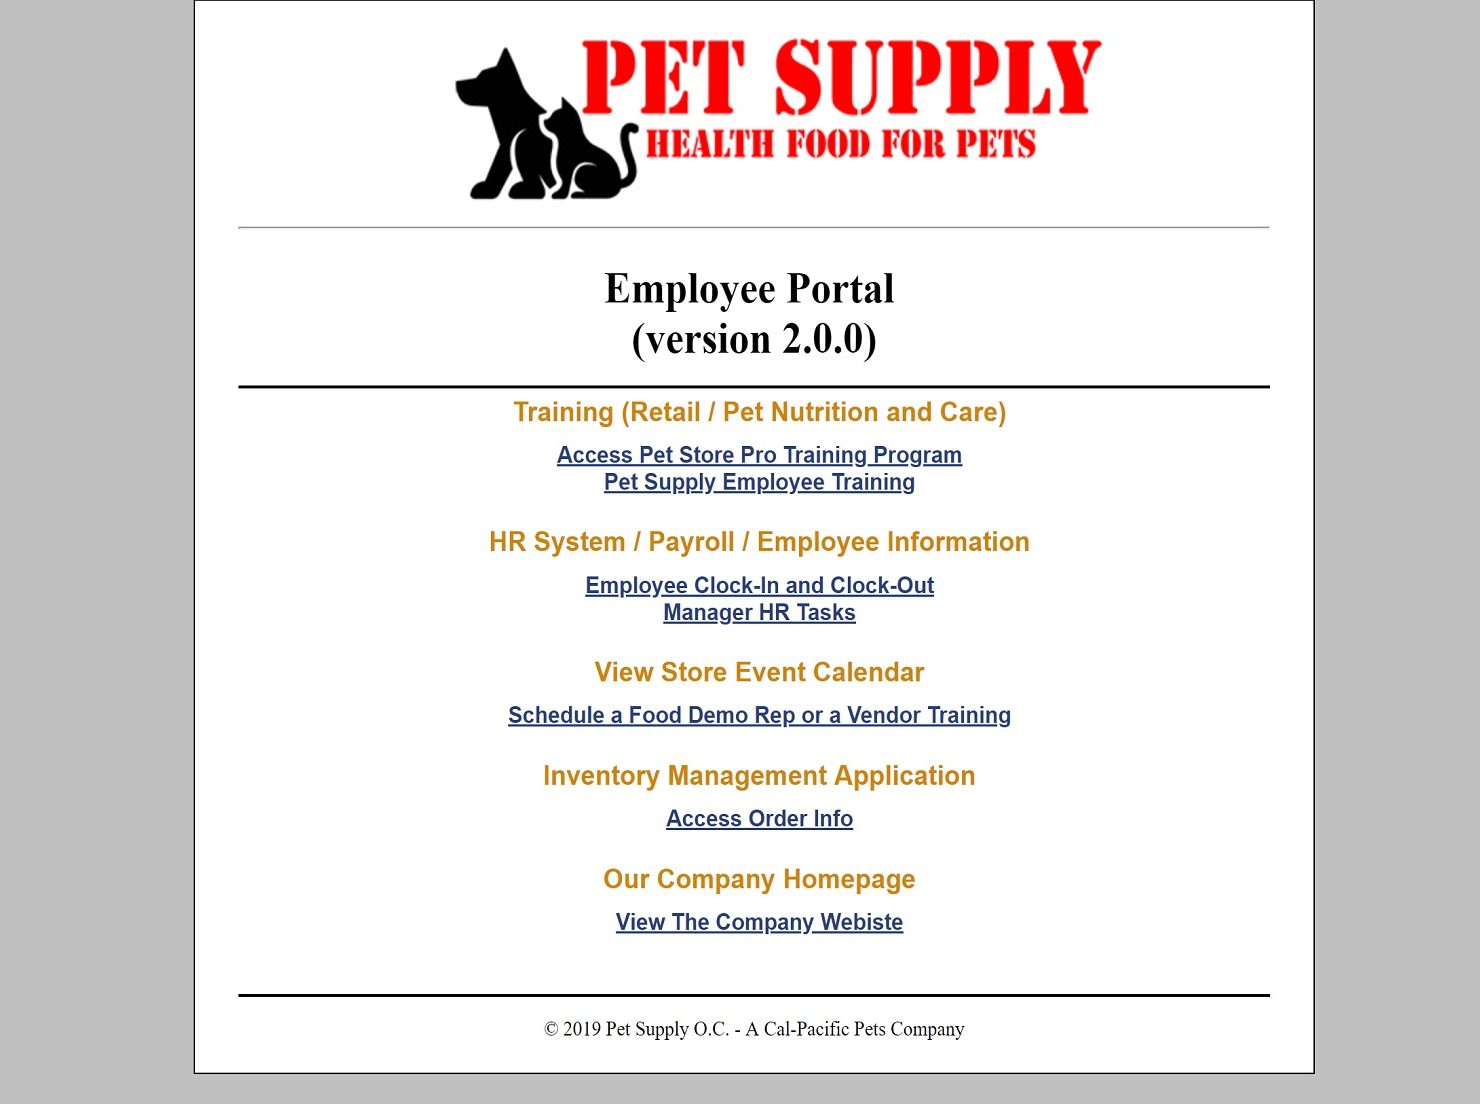 PET SUPPLY
HEALTH FOOD FOR PETS
Employee Portal
(version 2.0.0)
Training (Retail / Pet Nutrition and Care)
Access Pet Store Pro Training Program
Pet Supply Employee Training
HR System / Payroll / Employee Information
Employee Clock-In and Clock-Out
Manager HR Tasks
View Store Event Calendar
Schedule a Food Demo Rep or a Vendor Training
Inventory Management Application
Access Order Info
Our Company Homepage
View The Company Webiste
© 2019 Pet Supply O.C. - A Cal-Pacific Pets Company